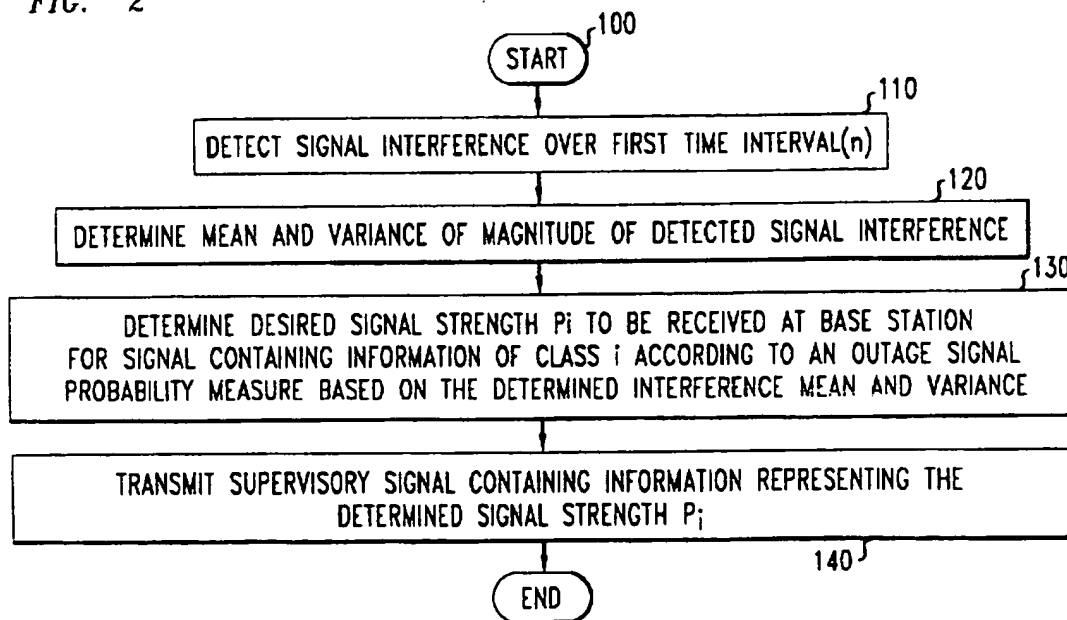 FIG. 2
100
START
110
DETECT SIGNAL INTERFERENCE OVER FIRST TIME INTERVAL(n)
120
DETERMINE MEAN AND VARIANCE OF MAGNITUDE OF DETECTED SIGNAL INTERFERENCE
130
DETERMINE DESIRED SIGNAL STRENGTH Pi TO BE RECEIVED AT BASE STATION
FOR SIGNAL CONTAINING INFORMATION OF CLASS i ACCORDING TO AN OUTAGE SIGNAL
PROBABILITY MEASURE BASED ON THE DETERMINED INTERFERENCE MEAN AND VARIANCE
TRANSMIT SUPERVISORY SIGNAL CONTAINING INFORMATION REPRESENTING THE
DETERMINED SIGNAL STRENGTH Pi
140
END